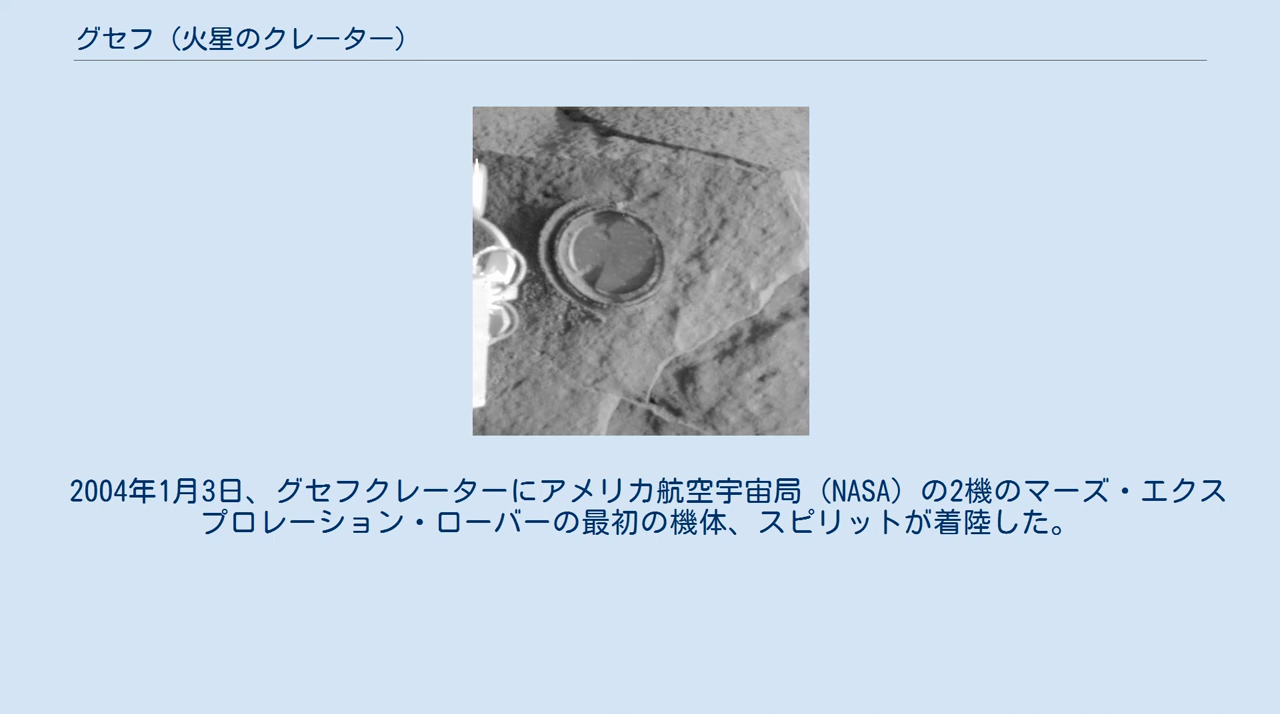 グセフ（火星のクレーター）
2004年1月3日、グセフクレーターにアメリカ航空宇宙局（NASA）の2機のマーズ・エクス
プロレーション・ローバーの最初の機体、スピリットが着陸した。